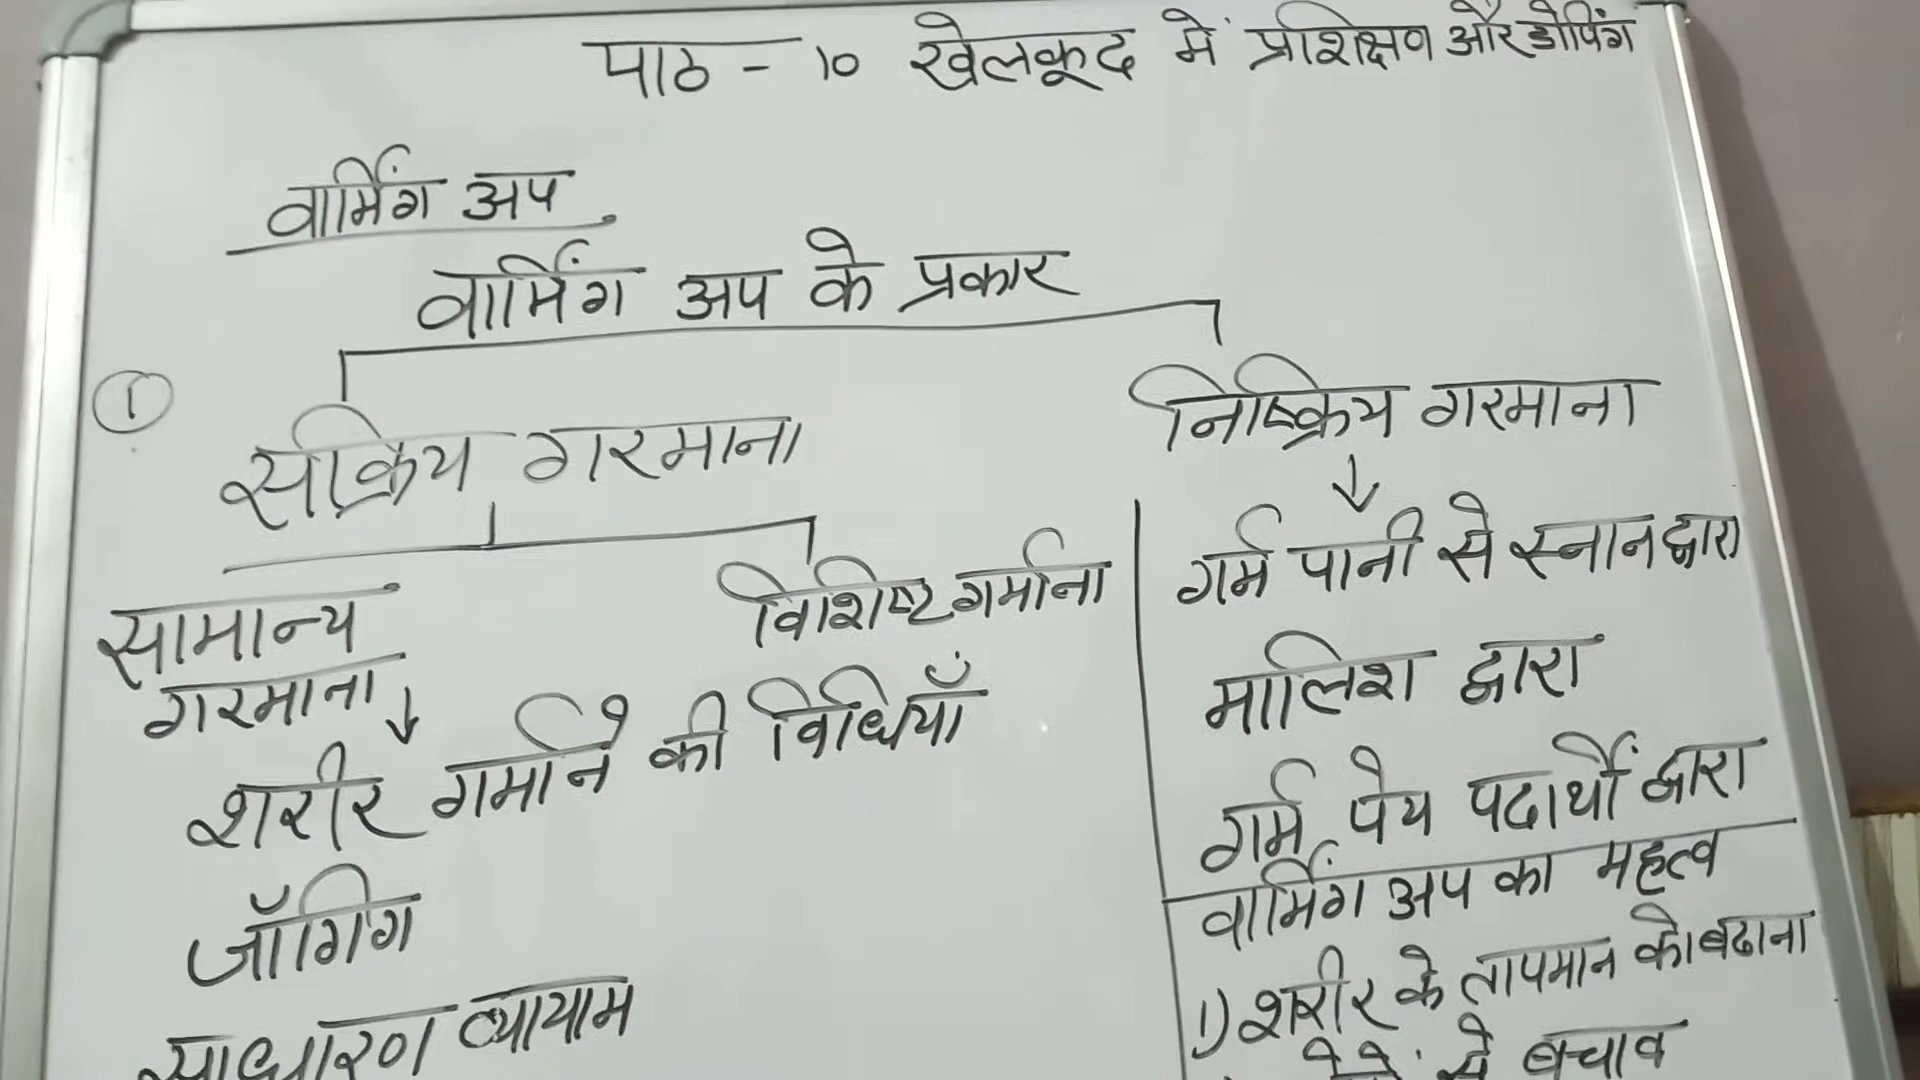 पाठ - 10 खेलकूद में प्रशिक्षण और डोपिंग
वार्मिंग अप
वार्मिंग अप के प्रकार
①
सक्रिय गरमाना
सामान्य
गरमाना
विशिष्ट गर्माना
शरीर गर्माने की विधियाँ
जॉगिंग
साधारण व्यायाम
निष्क्रिय गरमाना
गर्म पानी से स्नान द्वारा
मालिश द्वारा
गर्म पेय पदार्थों द्वारा
वार्मिंग अप का महत्व
1) शरीर के तापमान को बढाना
से बचाव